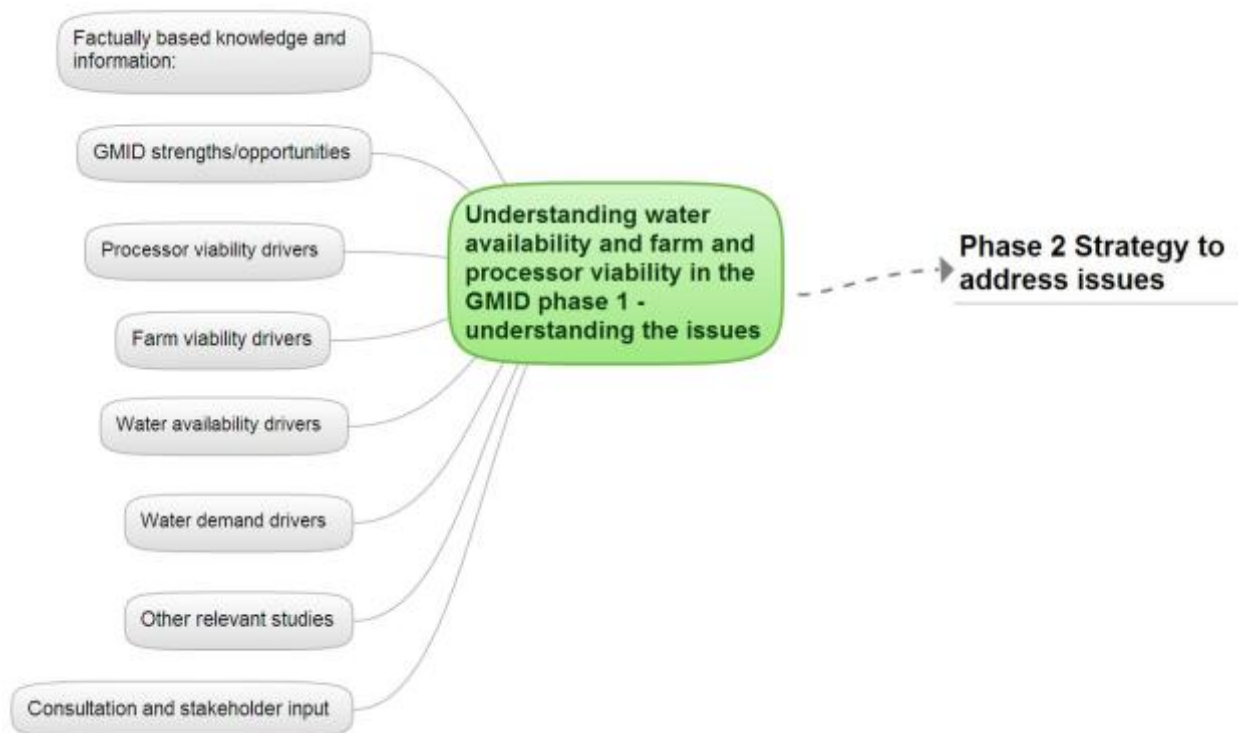 Factually based knowledge and
information:
GMID strengths/opportunities
Processor viability drivers
Farm viability drivers
Water availability drivers
Water demand drivers
Other relevant studies
Consultation and stakeholder input
Understanding water
availability and farm and
processor viability in the
GMID phase 1 -
understanding the issues
Phase 2 Strategy to
address issues